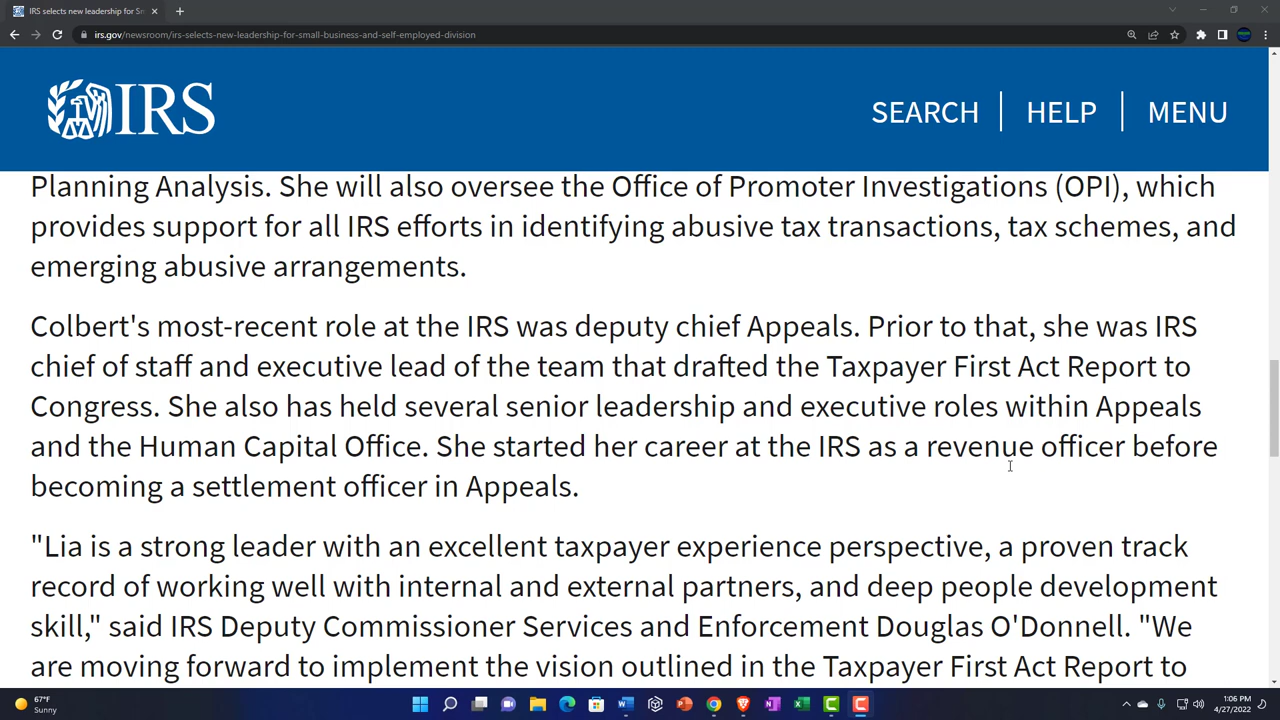 IRS selects new leadership for Sm
irs.gov/newsroom/irs-selects-new-leadership-for-small-business-and-self-employed-division
IRS
SEARCH
HELP
MENU
Planning Analysis. She will also oversee the Office of Promoter Investigations (OPI), which
provides support for all IRS efforts in identifying abusive tax transactions, tax schemes, and
emerging abusive arrangements.
Colbert's most-recent role at the IRS was deputy chief Appeals. Prior to that, she was IRS
chief of staff and executive lead of the team that drafted the Taxpayer First Act Report to
Congress. She also has held several senior leadership and executive roles within Appeals
and the Human Capital Office. She started her career at the IRS as a revenue officer before
becoming a settlement officer in Appeals.
"Lia is a strong leader with an excellent taxpayer experience perspective, a proven track
record of working well with internal and external partners, and deep people development
skill," said IRS Deputy Commissioner Services and Enforcement Douglas O'Donnell. "We
are moving forward to implement the vision outlined in the Taxpayer First Act Report to
67°F
Sunny
1:06 PM
4/27/2022